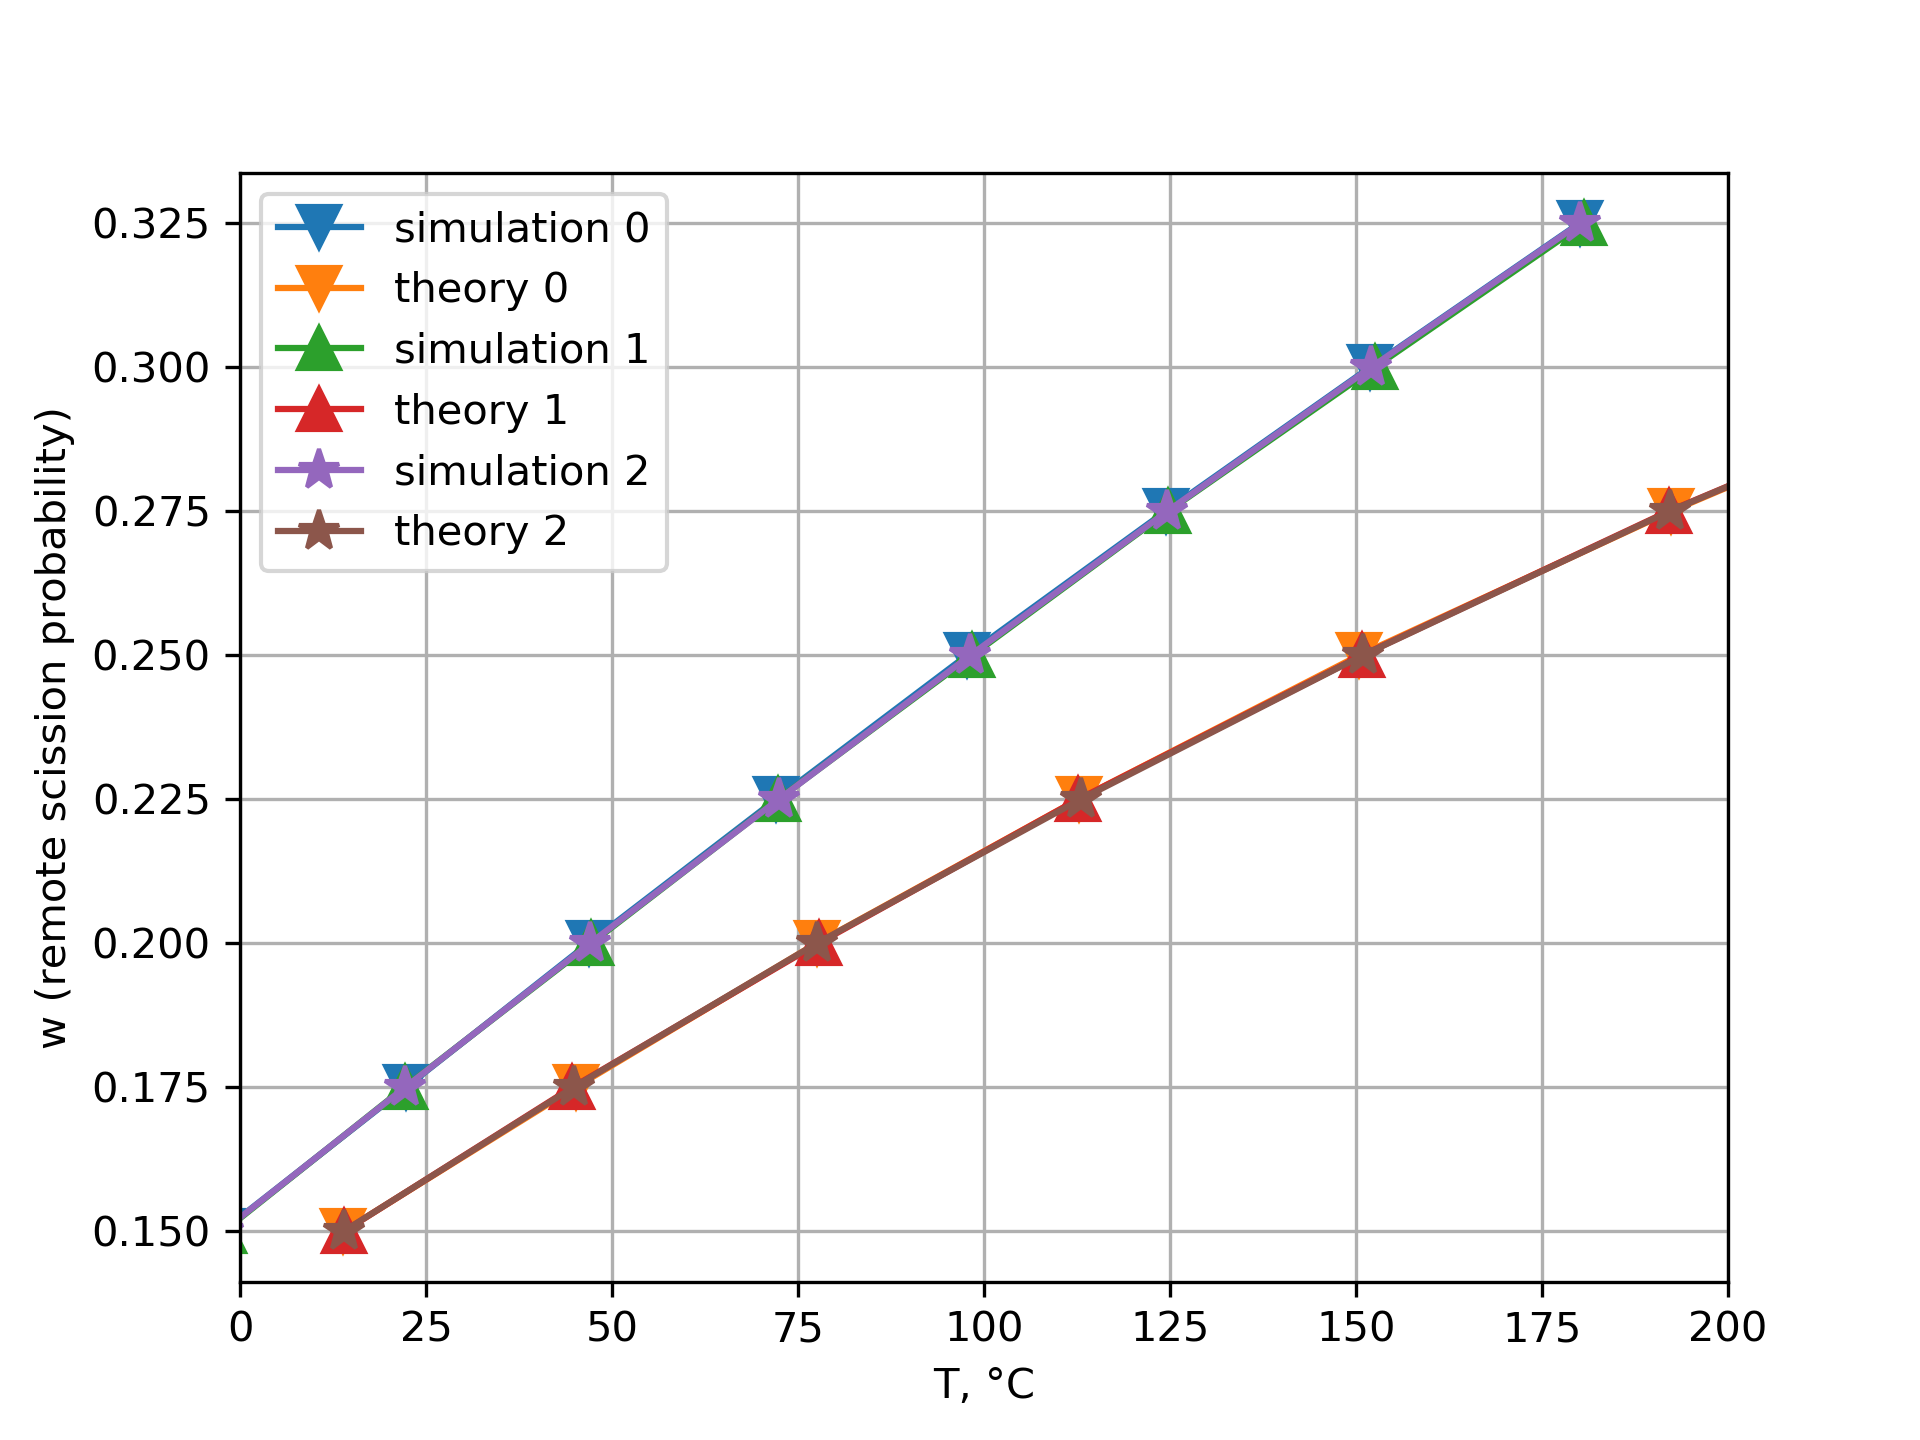 simulation 0
theory 0
simulation 1
theory 1
simulation 2
theory 2
0.325
0.300
0.275
0.250
0.225
0.200
0.175
0.150
w (remote scission probability)
0 25 50 75 100 125 150 175 200
T, °C